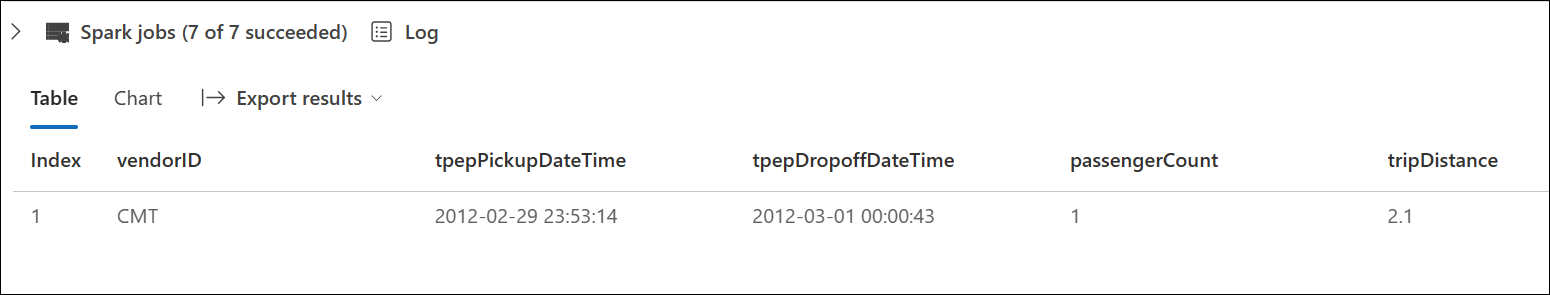 Spark jobs (7 of 7 succeeded) Log
Table Chart Export results
Index vendorID tpepPickupDateTime tpepDropoffDateTime passengerCount tripDistance
1 CMT 2012-02-29 23:53:14 2012-03-01 00:00:43 1 2.1